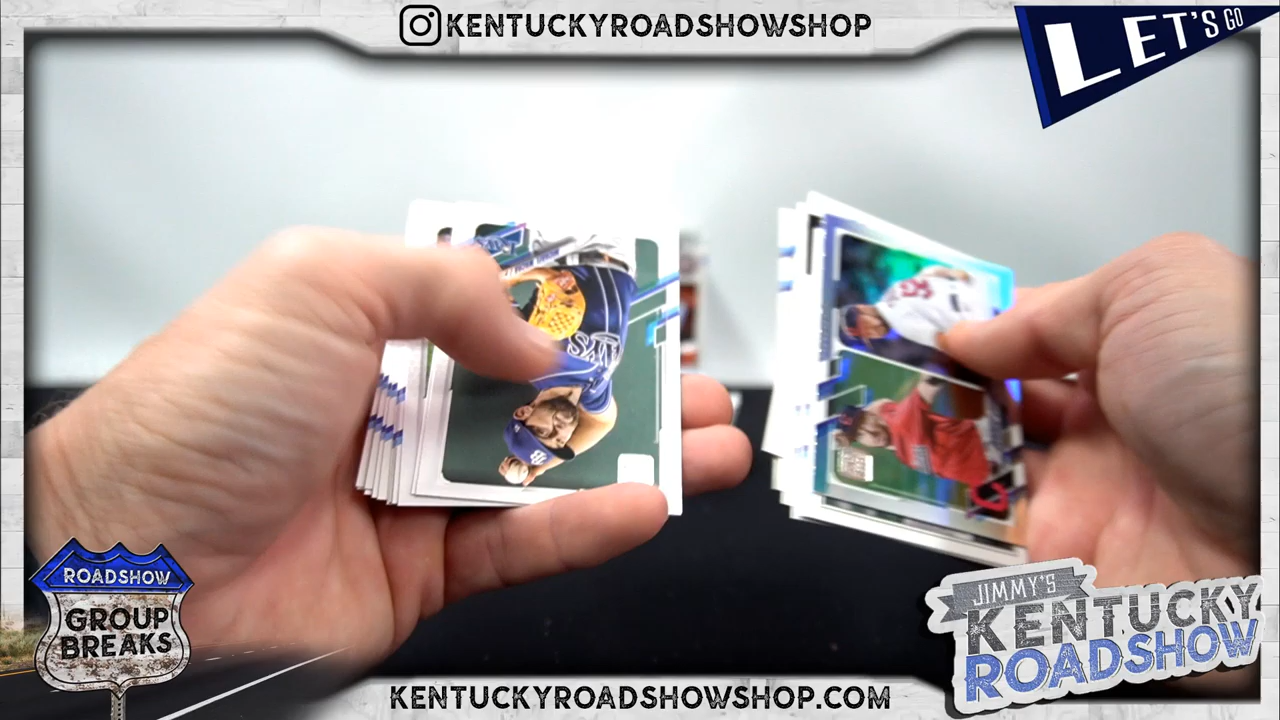 KENTUCKYROADSHOWSHOP
LET'S GO
ROADSHOW
GROUP
BREAKS
JIMMY'S
KENTUCKY
ROADSHOW
KENTUCKYROADSHOWSHOP.COM